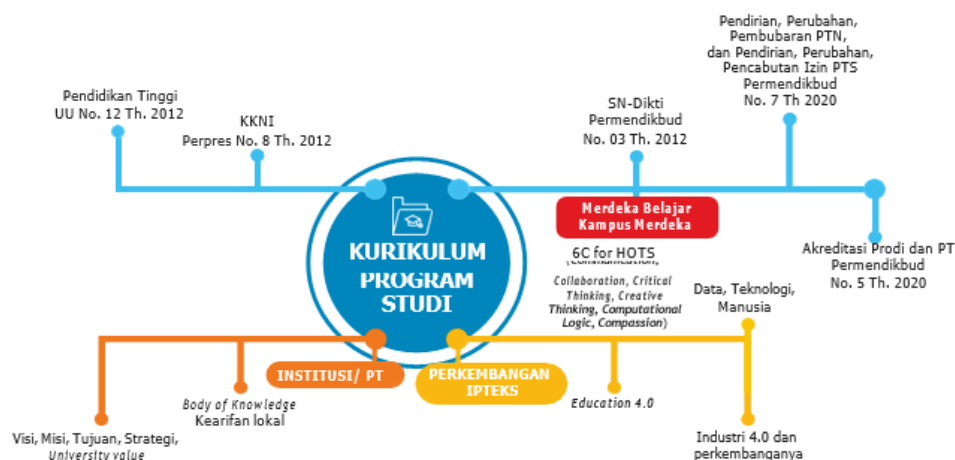 Pendirian, Perubahan,
Pembubaran PTN,
dan Pendirian, Perubahan,
Pencabutan Izin PTS
Permendikbud
No. 7 Th 2020
Pendidikan Tinggi
UU No. 12 Th. 2012
KKNI
Perpres No. 8 Th. 2012
SN-Dikti
Permendikbud
No. 03 Th. 2012
Merdeka Belajar
Kampus Merdeka
KURIKULUM
PROGRAM
STUDI
6C for HOTS
(Communication,
Collaboration, Critical
Thinking, Creative
Thinking, Computational
Logic, Compassion)
Akreditasi Prodi dan PT
Permendikbud
No. 5 Th. 2020
Data, Teknologi,
Manusia
INSTITUSI/ PT
PERKEMBANGAN
IPTEKS
Body of Knowledge
Kearifan lokal
Education 4.0
Visi, Misi, Tujuan, Strategi,
University value
Industri 4.0 dan
perkembanganya